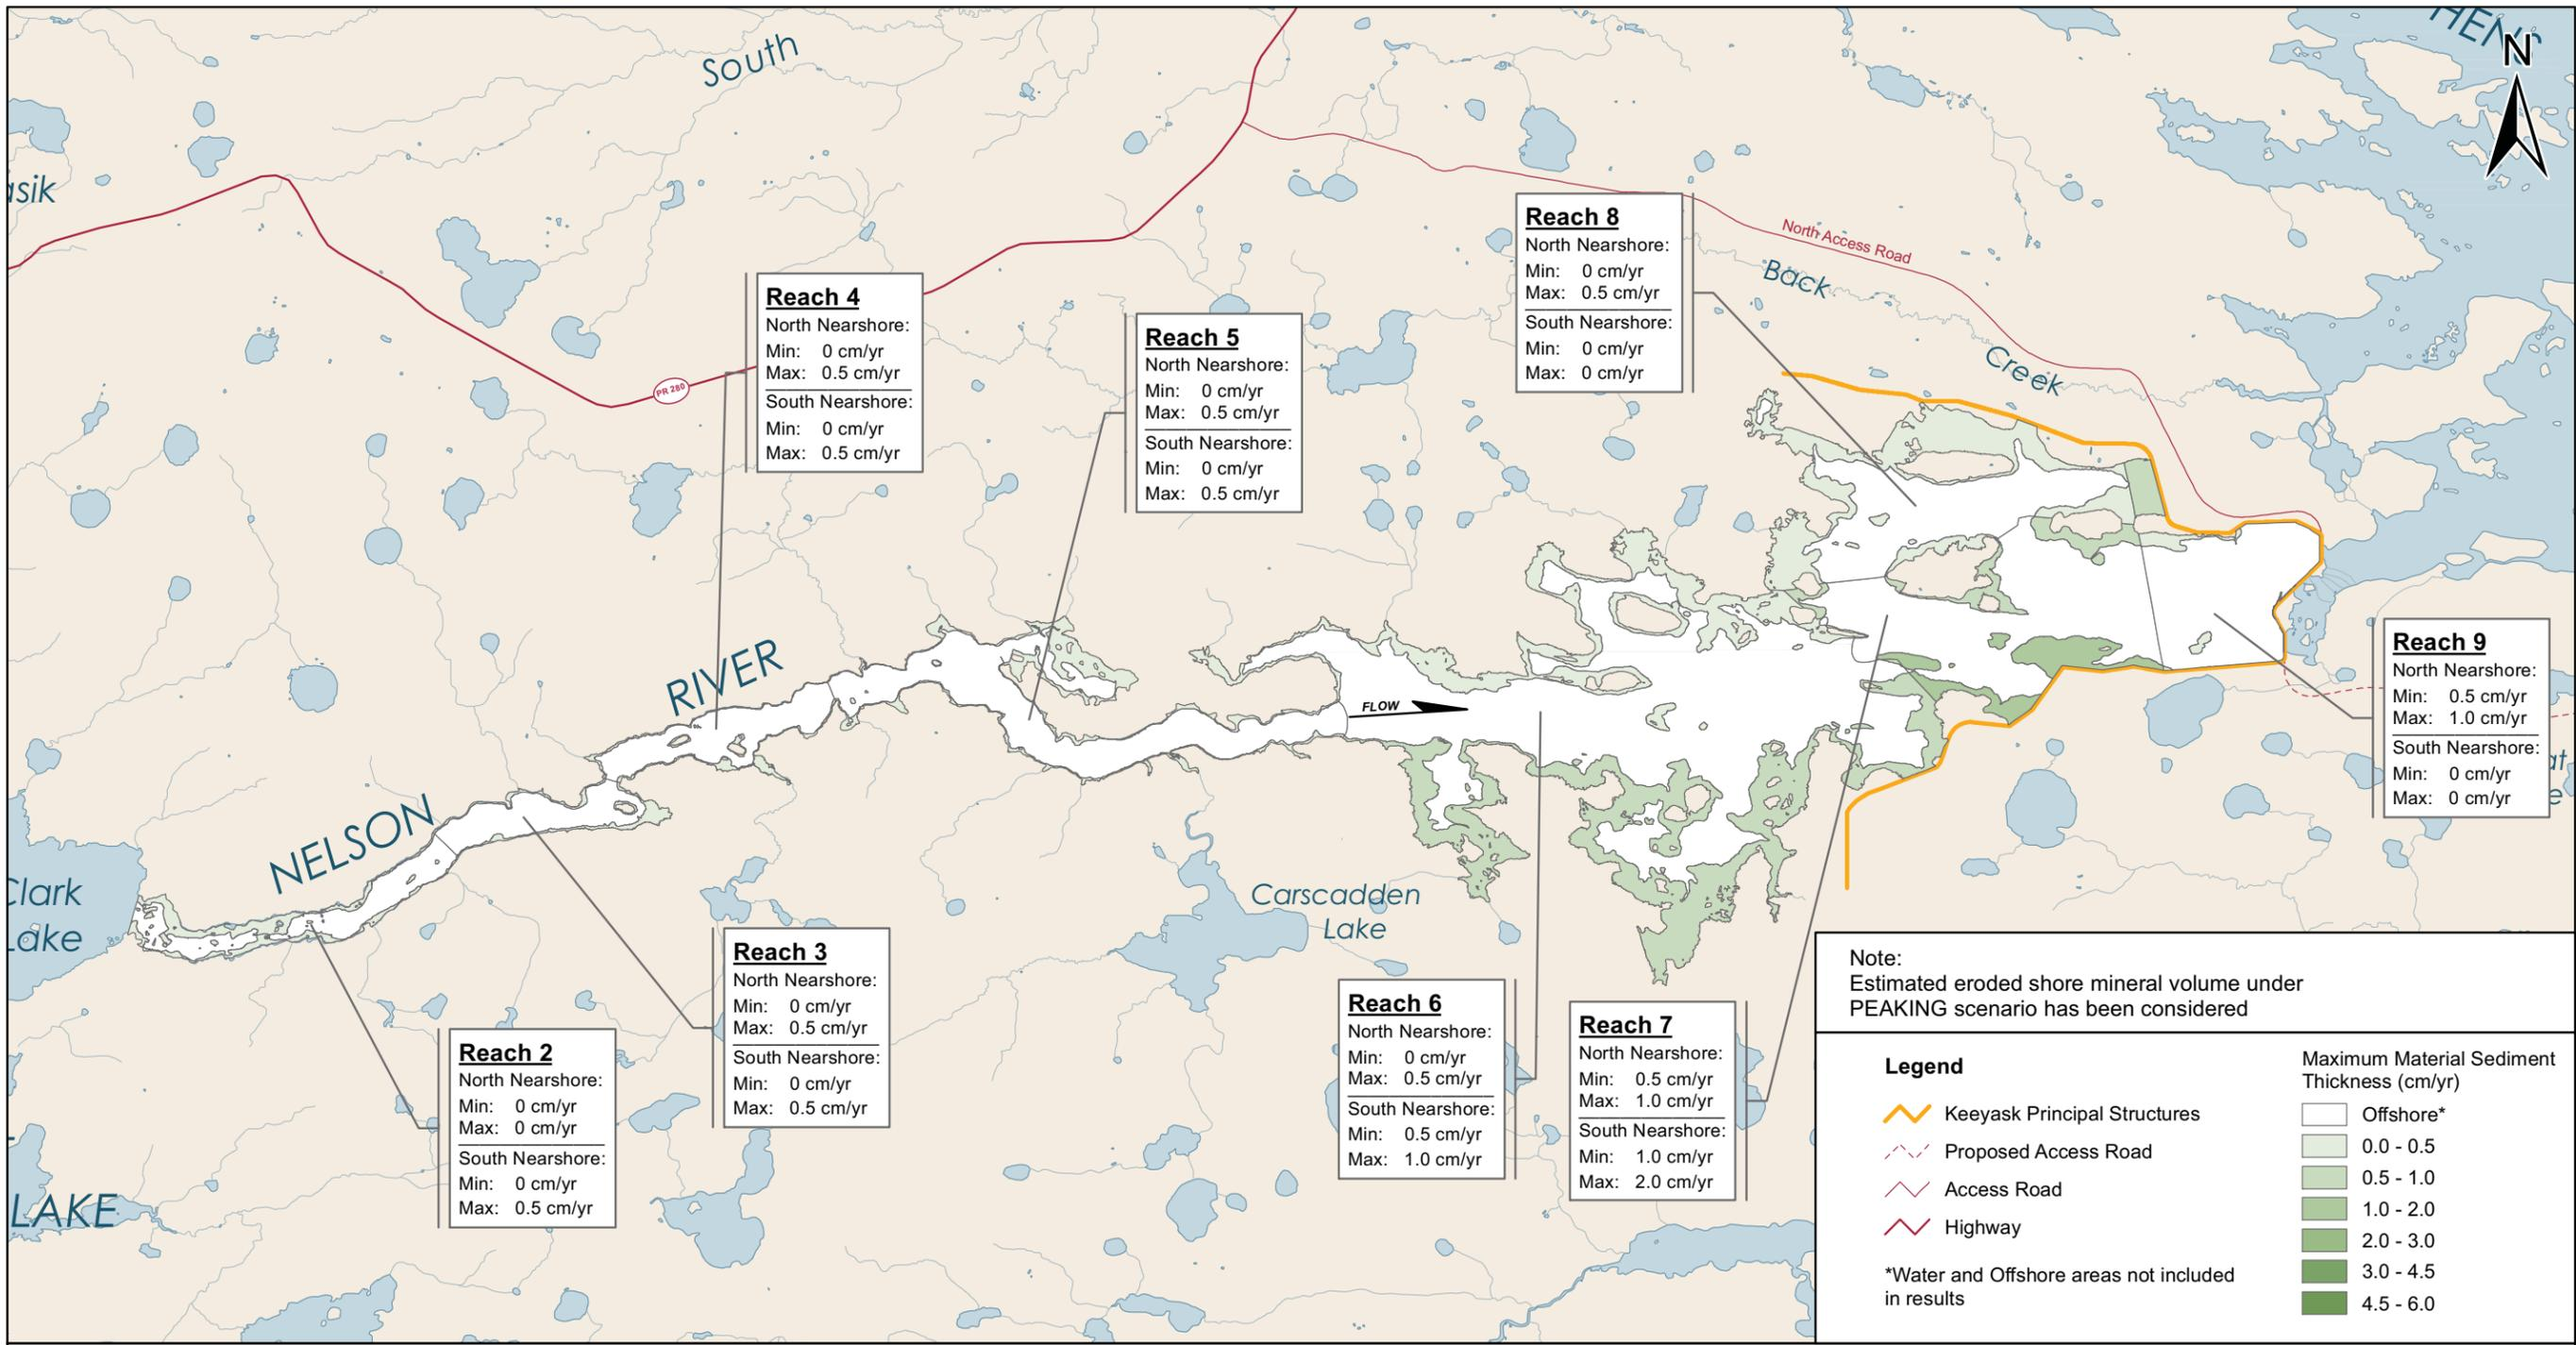 HENS
N
South
asik
North Access Road
Back
Creek
PR 280
Reach 4
North Nearshore:
Min: 0 cm/yr
Max: 0.5 cm/yr
South Nearshore:
Min: 0 cm/yr
Max: 0.5 cm/yr
Reach 5
North Nearshore:
Min: 0 cm/yr
Max: 0.5 cm/yr
South Nearshore:
Min: 0 cm/yr
Max: 0.5 cm/yr
Reach 8
North Nearshore:
Min: 0 cm/yr
Max: 0.5 cm/yr
South Nearshore:
Min: 0 cm/yr
Max: 0 cm/yr
Reach 9
North Nearshore:
Min: 0.5 cm/yr
Max: 1.0 cm/yr
South Nearshore:
Min: 0 cm/yr
Max: 0 cm/yr
at
e
NELSON RIVER
FLOW
Clark
Lake
Carscadden
Lake
LAKE
Reach 3
North Nearshore:
Min: 0 cm/yr
Max: 0.5 cm/yr
South Nearshore:
Min: 0 cm/yr
Max: 0.5 cm/yr
Reach 2
North Nearshore:
Min: 0 cm/yr
Max: 0 cm/yr
South Nearshore:
Min: 0 cm/yr
Max: 0.5 cm/yr
Reach 6
North Nearshore:
Min: 0 cm/yr
Max: 0.5 cm/yr
South Nearshore:
Min: 0.5 cm/yr
Max: 1.0 cm/yr
Reach 7
North Nearshore:
Min: 0.5 cm/yr
Max: 1.0 cm/yr
South Nearshore:
Min: 1.0 cm/yr
Max: 2.0 cm/yr
Note:
Estimated eroded shore mineral volume under
PEAKING scenario has been considered
Legend
Keeyask Principal Structures
Proposed Access Road
Access Road
Highway
*Water and Offshore areas not included
in results
Maximum Material Sediment
Thickness (cm/yr)
Offshore*
0.0 - 0.5
0.5 - 1.0
1.0 - 2.0
2.0 - 3.0
3.0 - 4.5
4.5 - 6.0